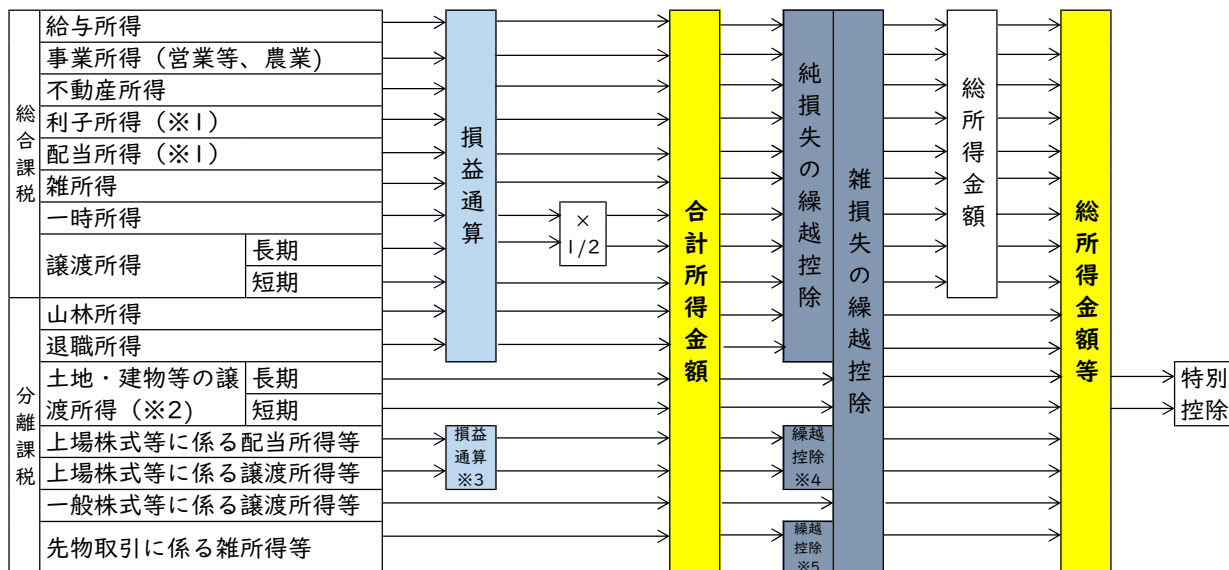 総合課税
給与所得
事業所得（営業等、農業)
不動産所得
利子所得（※1）
配当所得（※1）
雑所得
一時所得
譲渡所得
長期
短期
分離課税
山林所得
退職所得
土地・建物等の譲
渡所得（※2）
長期
短期
上場株式等に係る配当所得等
上場株式等に係る譲渡所得等
一般株式等に係る譲渡所得等
先物取引に係る雑所得等
損益通算
損益
通算
※3
×
1/2
合計所得金額
純損失の繰越控除
繰越
控除
※4
繰越
控除
※5
雑損失の繰越控除
総所得金額
総所得金額等
特別
控除